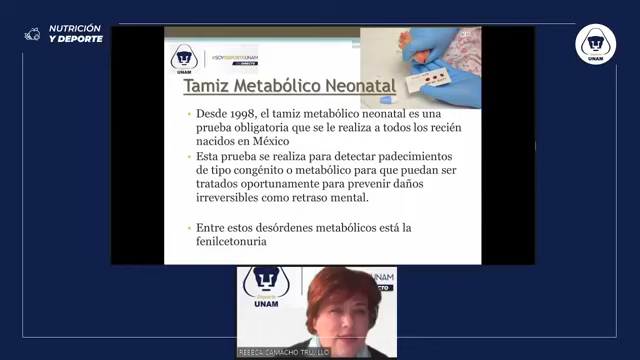 NUTRICIÓN
Y DEPORTE
UNAM
#SOYDEPORTEUNAM
Tamiz Metabólico Neonatal
• Desde 1998, el tamiz metabólico neonatal es una
prueba obligatoria que se le realiza a todos los recién
nacidos en México
• Esta prueba se realiza para detectar padecimientos
de tipo congénito o metabólico para que puedan ser
tratados oportunamente para prevenir daños
irreversibles como retraso mental.
• Entre estos desórdenes metabólicos está la
fenilcetonuria
UNAM
UNAM
REBECA CAMACHO TRUJILLO